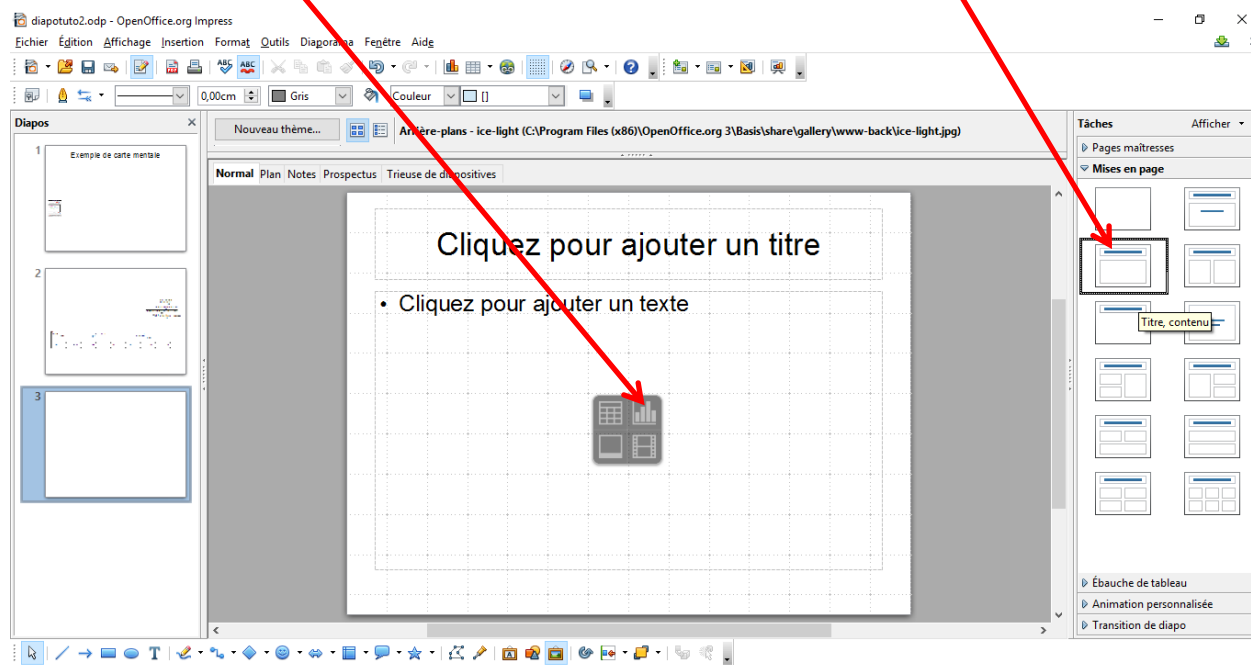 diapotuto2.odp - OpenOffice.org Impress
Fichier Édition Affichage Insertion Format Outils Diaporama Fenêtre Aide
ABC ABC
0,00cm Gris Couleur []
Diapos
Nouveau thème... Arrière-plans - ice-light (C:\Program Files (x86)\OpenOffice.org 3\Basis\share\gallery\www-back\ice-light.jpg)
Tâches Afficher
Pages maîtresses
Mises en page
Normal Plan Notes Prospectus Trieuse de diapositives
1
Exemple de carte mentale
2
3
Cliquez pour ajouter un titre
• Cliquez pour ajouter un texte
Titre, contenu
Ébauche de tableau
Animation personnalisée
Transition de diapo
T